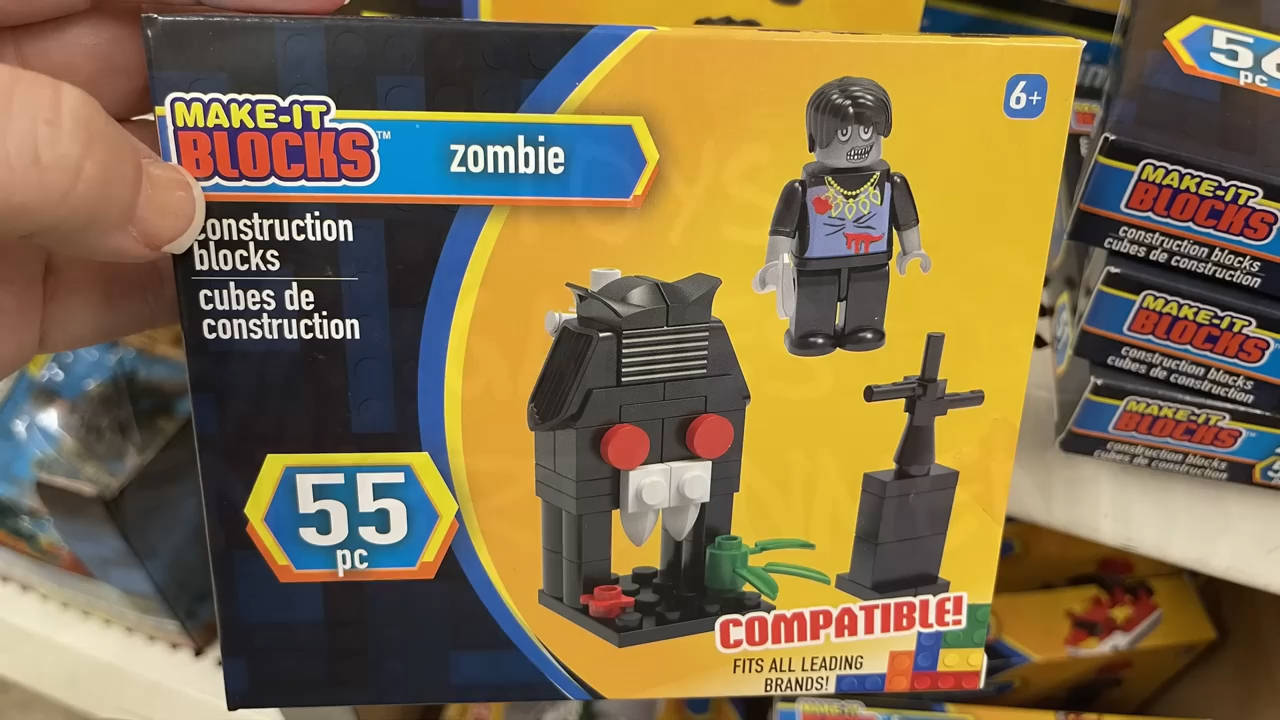 MAKE-IT
BLOCKS™
zombie
construction
blocks
cubes de
construction
55
pc
6+
COMPATIBLE!
FITS ALL LEADING
BRANDS!
pc
MAKE-IT
BLOCKS
construction blocks
cubes de construction
MAKE-IT
BLOCKS
construction blocks
cubes de construction
MAKE-IT
BLOCKS
construction blocks
cubes de construction